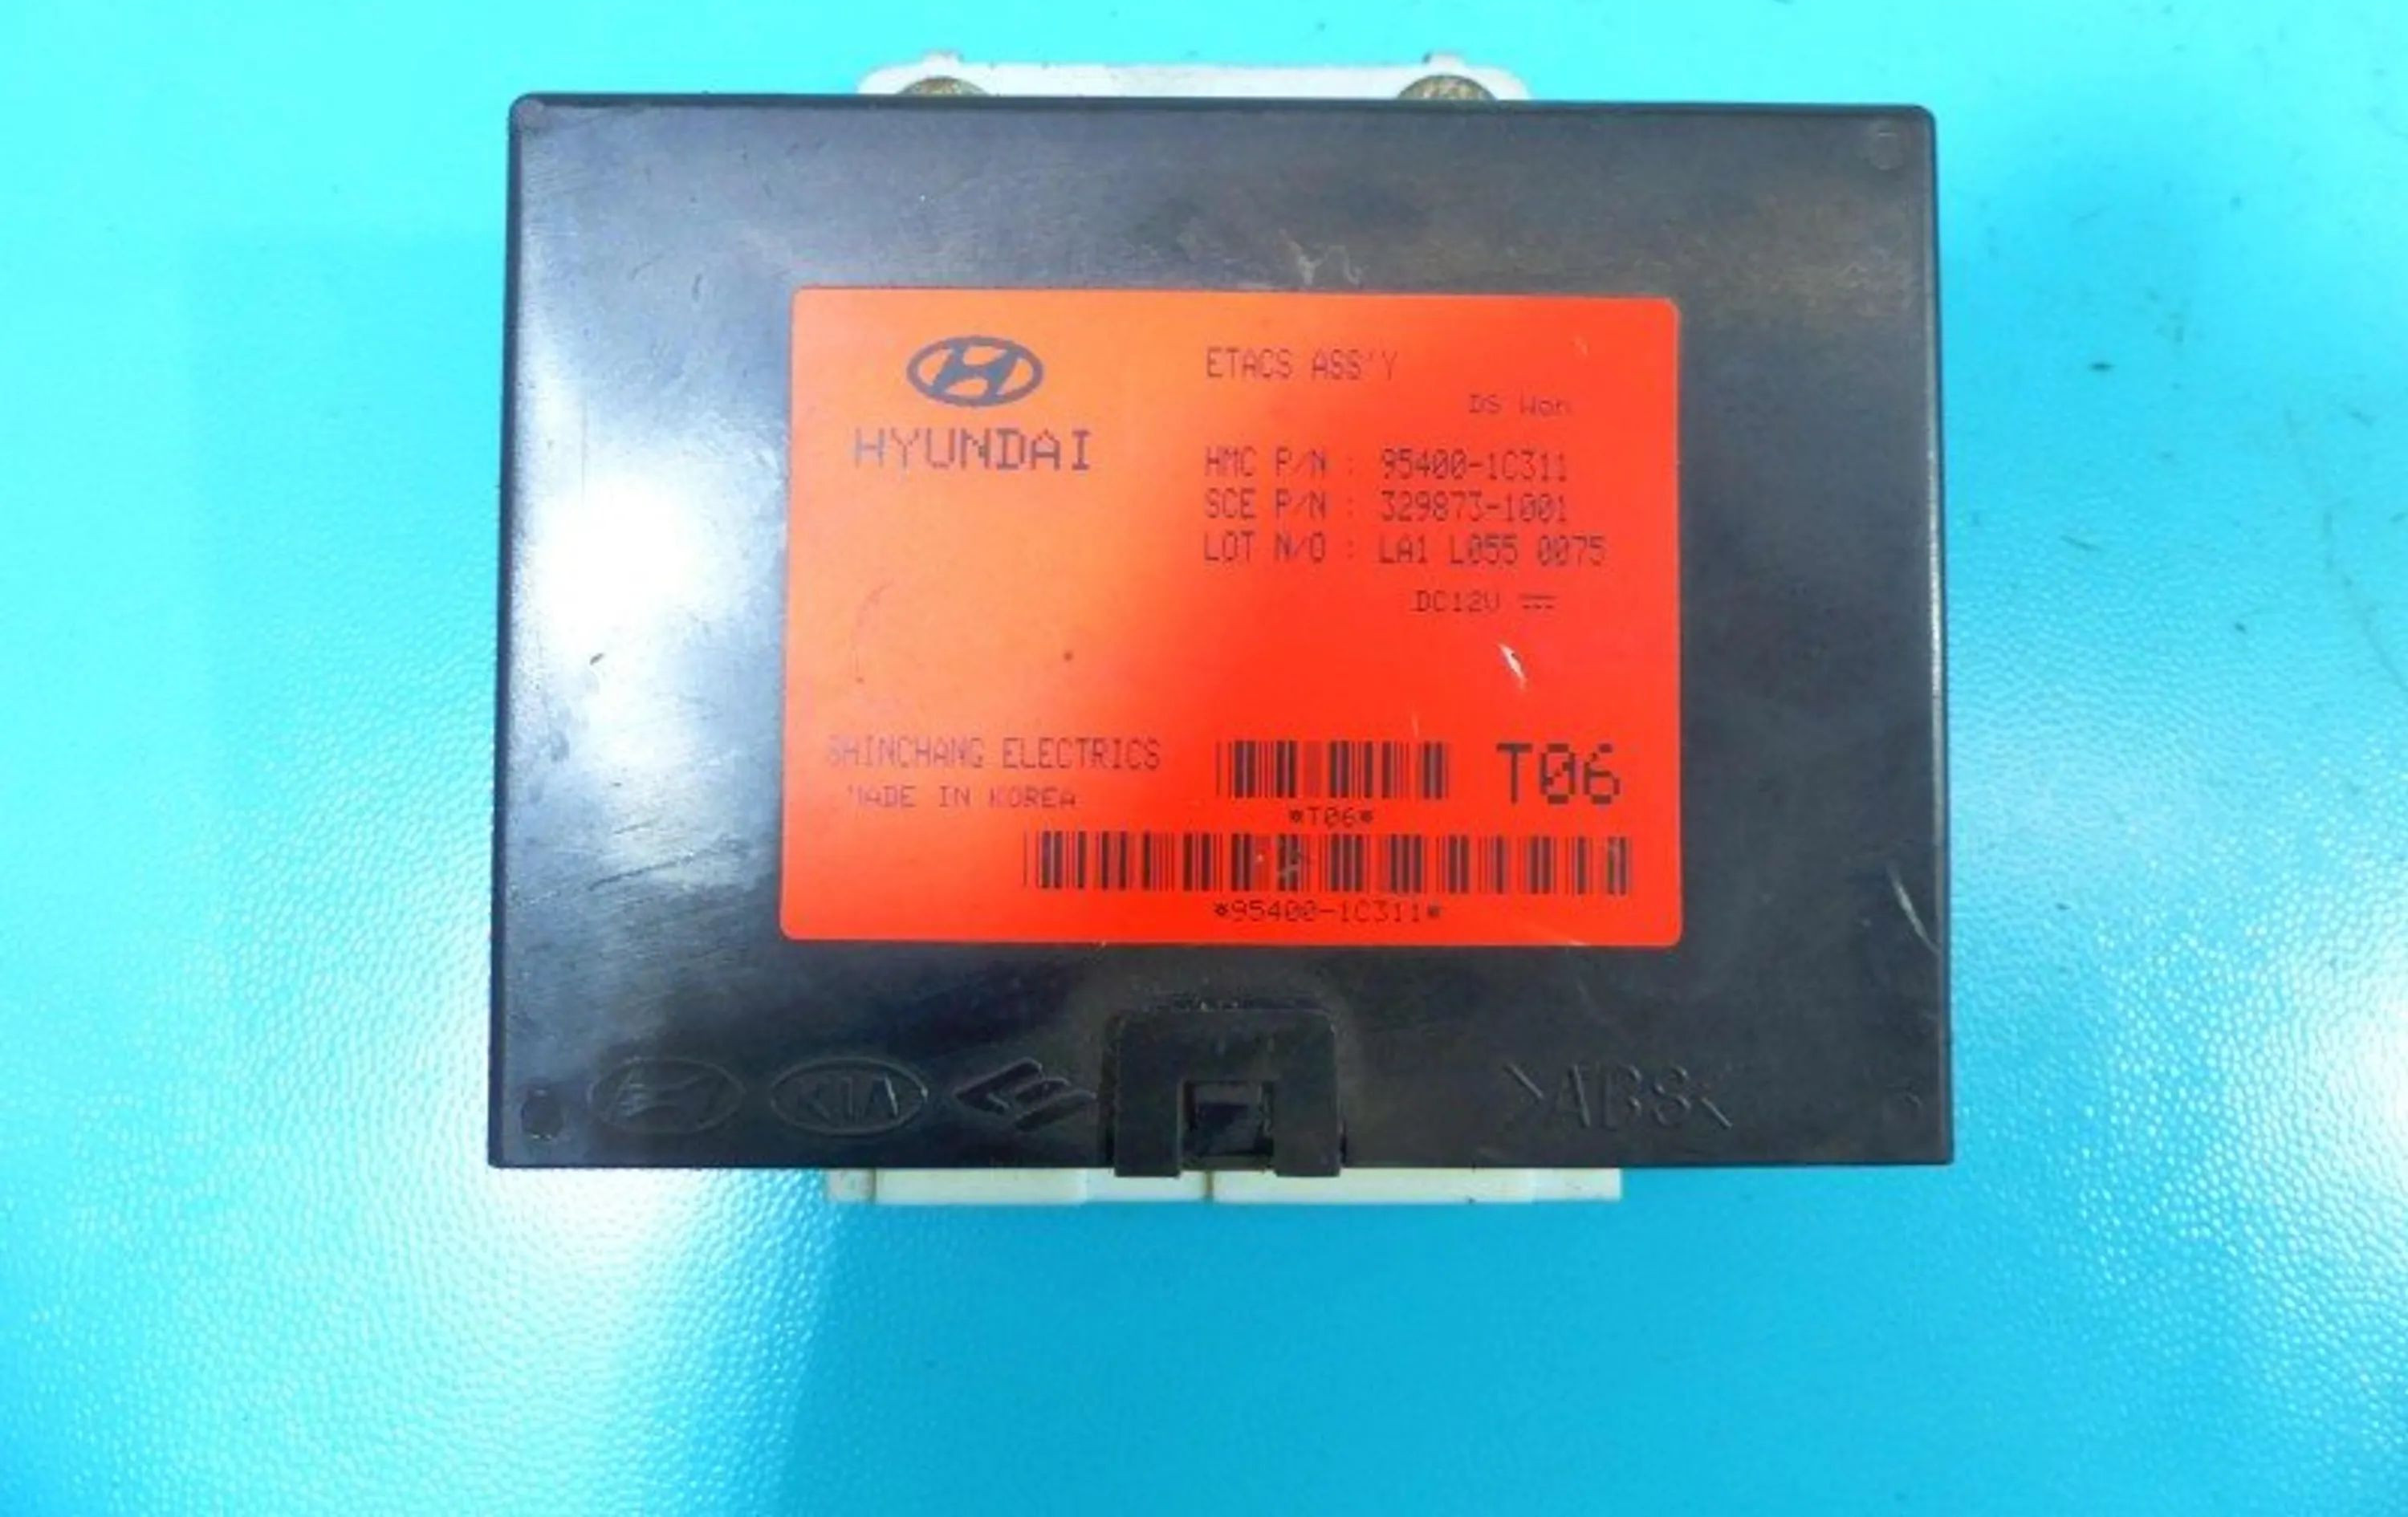 HYUNDAI
ETACS ASS'Y
DS Won
HMC P/N : 95400-1C311
SCE P/N : 329873-1001
LOT N/O : LA1 L055 0075
DC12V
SHINCHANG ELECTRICS
MADE IN KOREA
T06
*T06*
*95400-1C311*
KIA
>ABS<